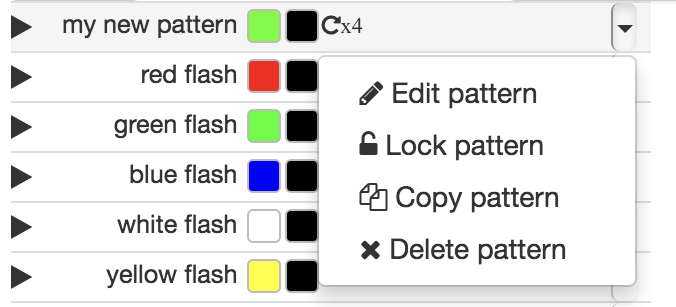 my new pattern x4
red flash
Edit pattern
green flash
Lock pattern
blue flash
Copy pattern
white flash
Delete pattern
yellow flash